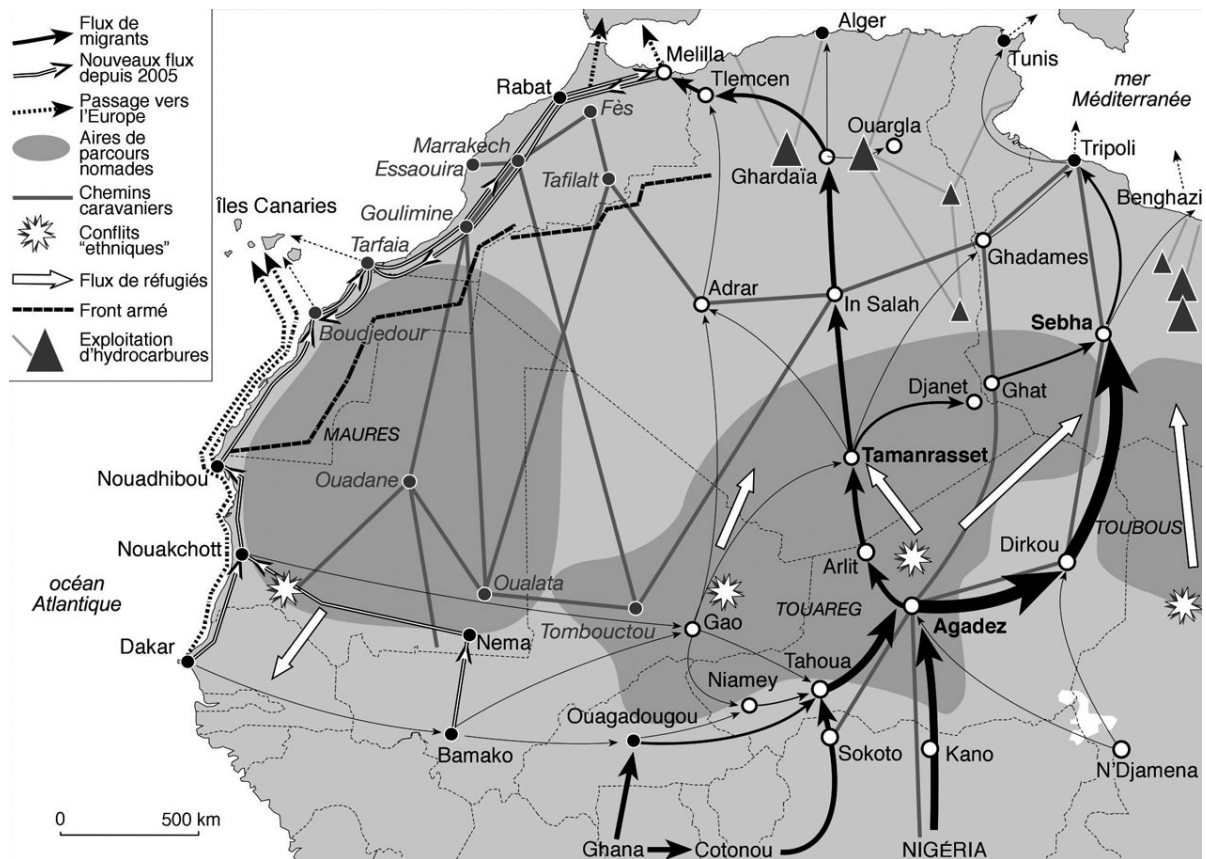 Flux de
migrants
Nouveaux flux
depuis 2005
Passage vers
l'Europe
Aires de
parcours
nomades
Chemins
caravaniers
Conflits
"ethniques"
Flux de réfugiés
Front armé
Exploitation
d'hydrocarbures
Alger
Tunis
Melilla
Tlemcen
Rabat
mer
Méditerranée
Fès
Ouargla
Marrakech
Essaouira
Tripoli
Ghardaïa
Tafilalt
Benghazi
îles Canaries
Goulimine
Tarfaia
Ghadames
Adrar
In Salah
Boudjedour
Sebha
Djanet
Ghat
MAURES
Tamanrasset
Nouadhibou
Ouadane
TOUBOUS
Nouakchott
Dirkou
Arlit
océan
Atlantique
Oualata
TOUAREG
Tombouctou
Gao
Agadez
Dakar
Nema
Tahoua
Niamey
Ouagadougou
Bamako
Sokoto
Kano
N'Djamena
0
500 km
Ghana
Cotonou
NIGÉRIA